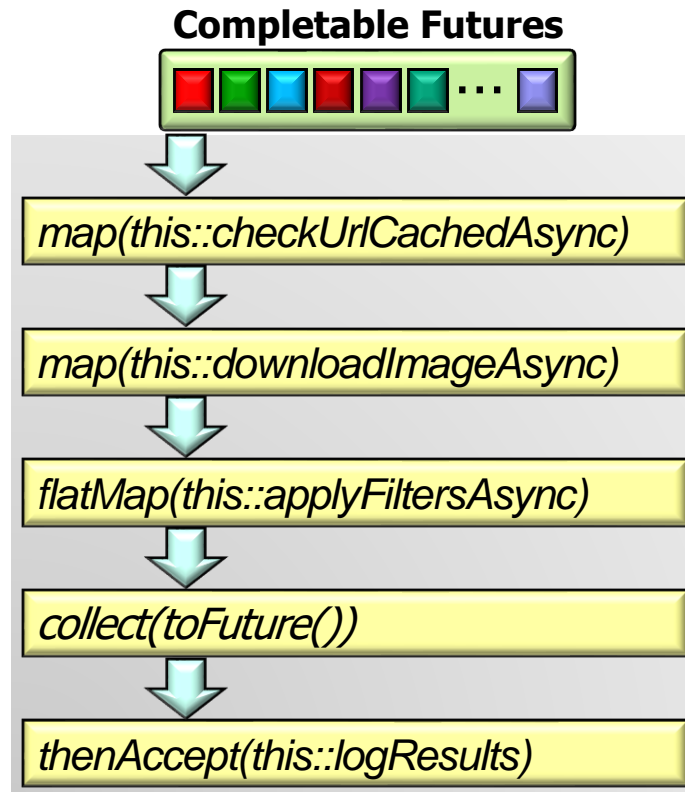 Completable Futures
...
map(this::checkUrlCachedAsync)
map(this::downloadImageAsync)
flatMap(this::applyFiltersAsync)
collect(toFuture())
thenAccept(this::logResults)